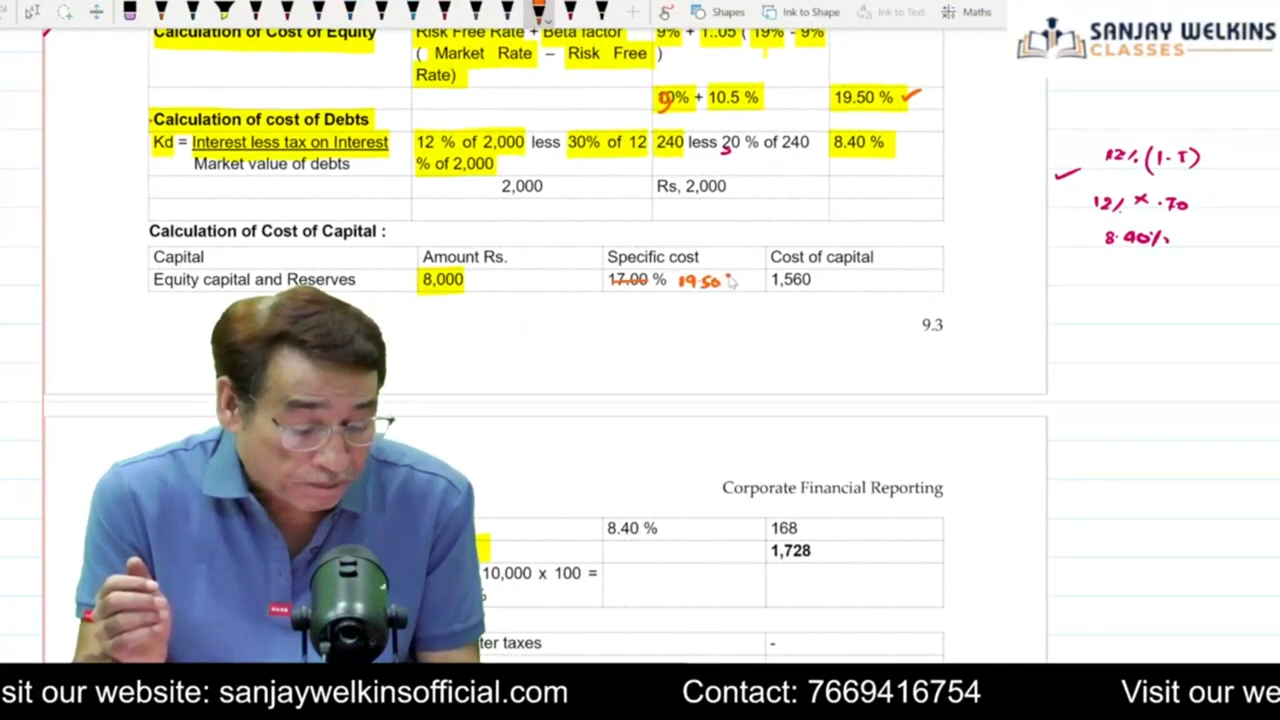 Shapes
Ink to Shape
Ink to Text
Maths
SANJAY WELKINS
CLASSES
Calculation of Cost of Equity
Risk Free Rate + Beta factor
9% + 1..05 ( 19% - 9%
( Market Rate – Risk Free
)
Rate)
9% + 10.5 %
19.50 %
Calculation of cost of Debts
Kd = Interest less tax on Interest
12 % of 2,000 less 30% of 12
240 less 30 % of 240
8.40 %
Market value of debts
% of 2,000
2,000
Rs, 2,000
12% (1-T)
12% × .70
8.40%
Calculation of Cost of Capital :
Capital
Amount Rs.
Specific cost
Cost of capital
Equity capital and Reserves
8,000
17.00 % 19.50
1,560
9.3
Corporate Financial Reporting
8.40 %
168
1,728
10,000 x 100 =
ter taxes
-
sit our website: sanjaywelkinsofficial.com
Contact: 7669416754
Visit our we